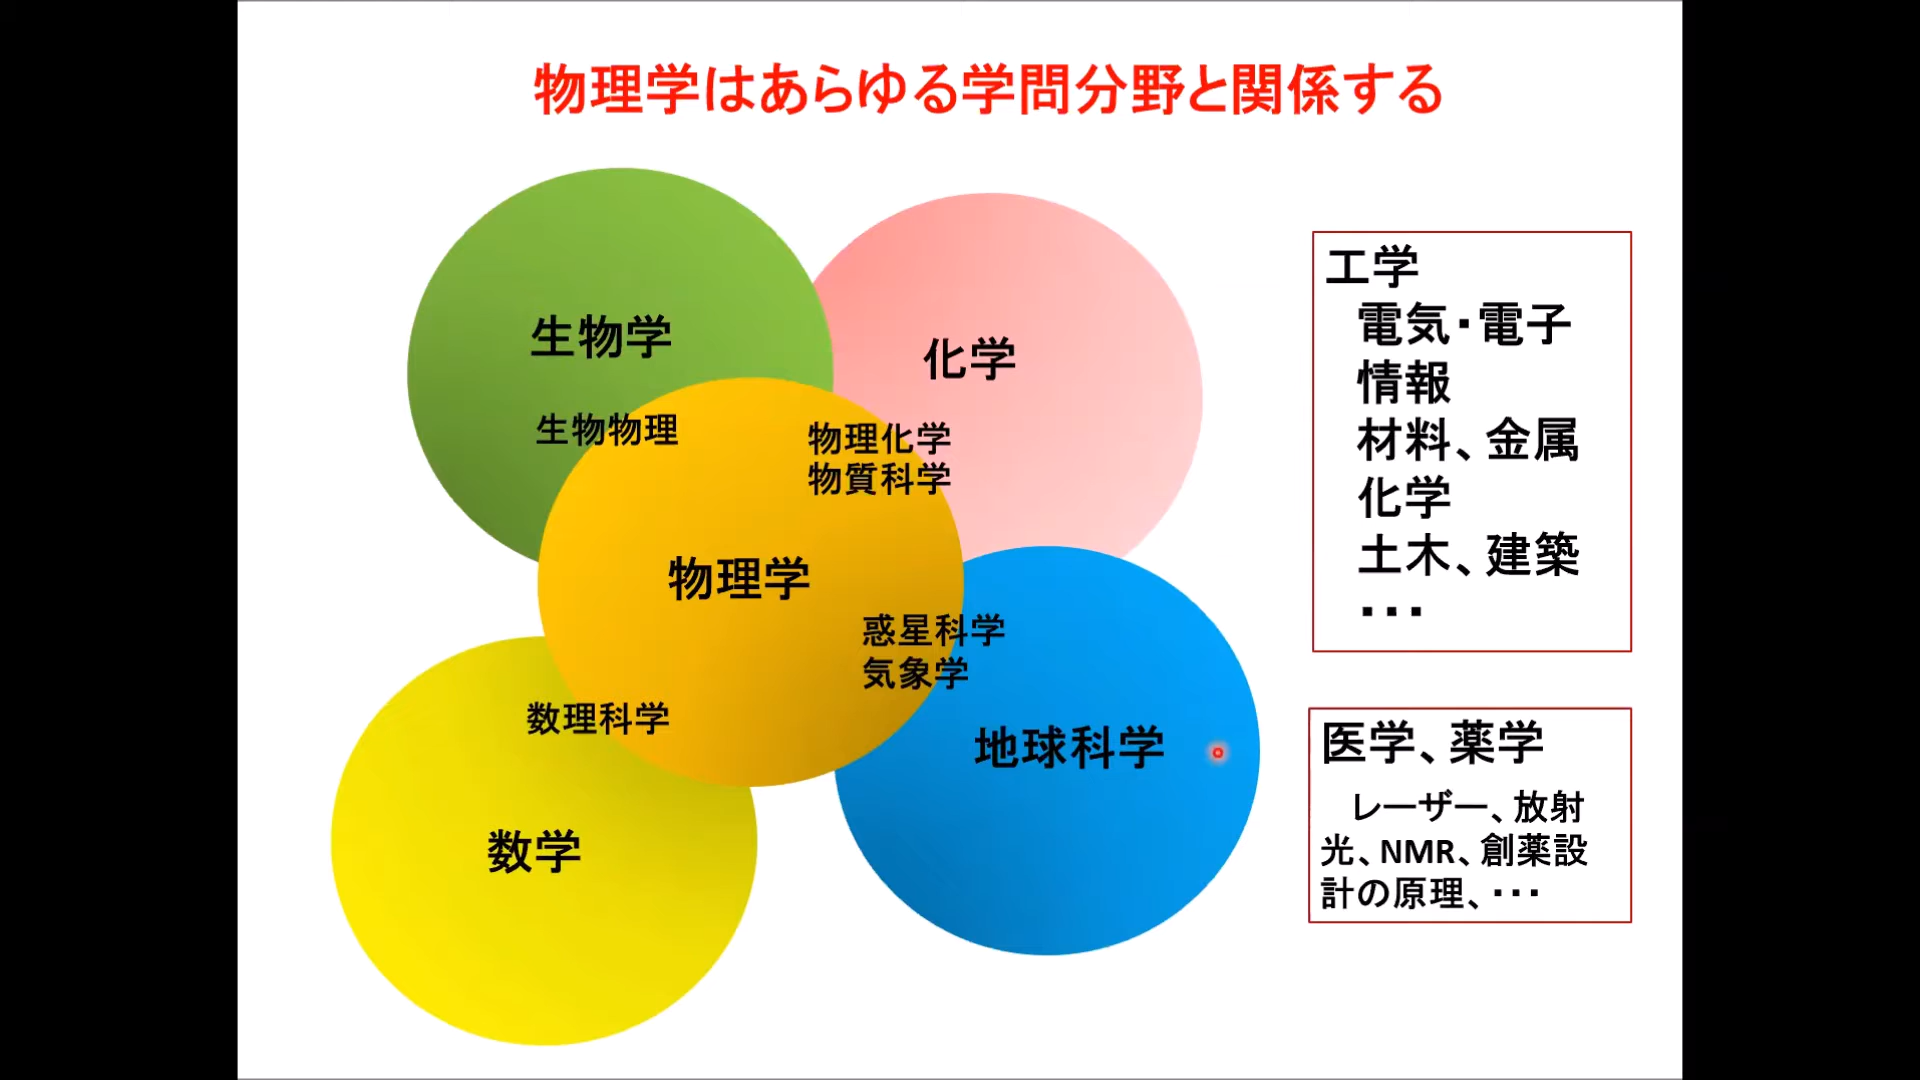 物理学はあらゆる学問分野と関係する
生物学
化学
生物物理
物理化学
物質科学
物理学
惑星科学
気象学
数理科学
地球科学
数学
工学
電気・電子
情報
材料、金属
化学
土木、建築
・・・
医学、薬学
レーザー、放射
光、NMR、創薬設
計の原理、・・・